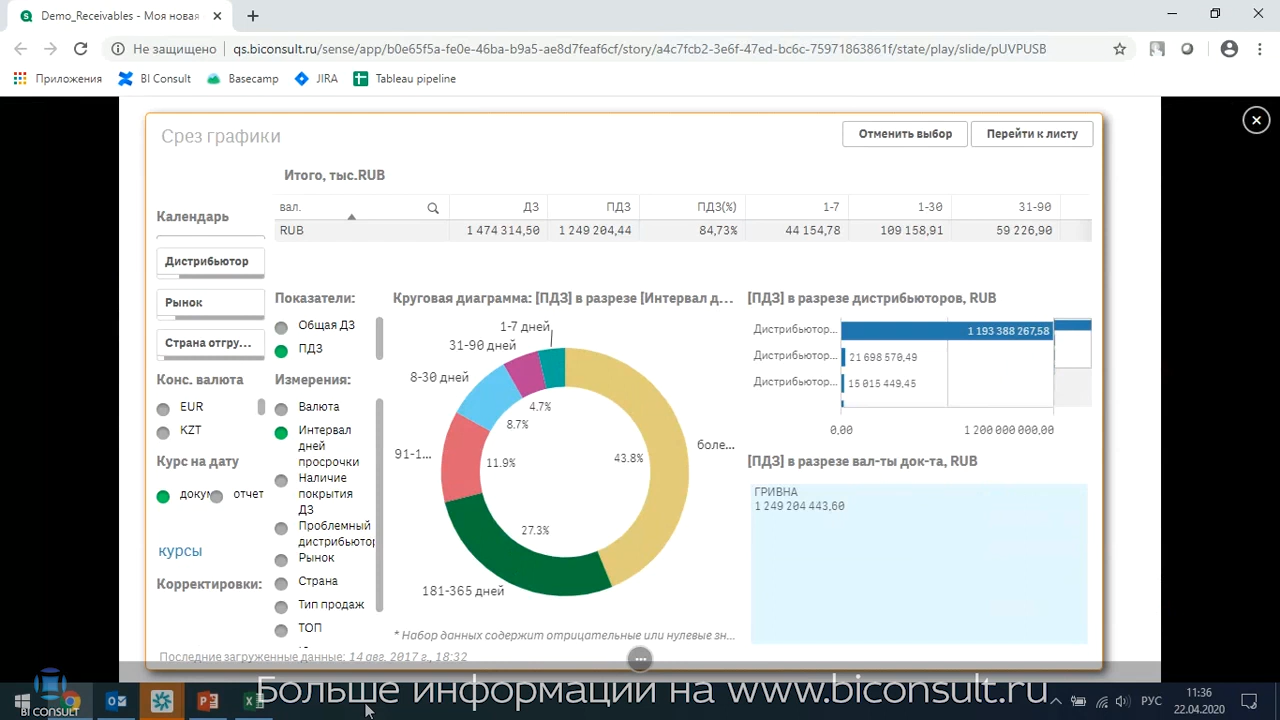 Demo_Receivables - Моя новая
Не защищено
qs.biconsult.ru/sense/app/b0e65f5a-fe0e-46ba-b9a5-ae8d7feaf6cf/story/a4c7fcb2-3e6f-47ed-bc6c-75971863861f/state/play/slide/pUVPUSB
Приложения
BI Consult
Basecamp
JIRA
Tableau pipeline
Срез графики
Отменить выбор
Перейти к листу
Итого, тыс.RUB
вал. ДЗ ПДЗ ПДЗ(%) 1-7 1-30 31-90
RUB 1 474 314,50 1 249 204,44 84,73% 44 154,78 109 158,91 59 226,90
Календарь
Дистрибьютор
Рынок
Страна отгру...
Конс. валюта
EUR
KZT
Курс на дату
докум
отчет
курсы
Корректировки:
Показатели:
Общая ДЗ
ПДЗ
Измерения:
Валюта
Интервал
дней
просрочки
Наличие
покрытия
ДЗ
Проблемный
дистрибьютор
Рынок
Страна
Тип продаж
ТОП
Круговая диаграмма: [ПДЗ] в разрезе [Интервал д...
1-7 дней
31-90 дней
8-30 дней
91-1...
181-365 дней
боле...
4.7%
8.7%
11.9%
27.3%
43.8%
* Набор данных содержит отрицательные или нулевые зн...
[ПДЗ] в разрезе дистрибьюторов, RUB
Дистрибьютор... 1 193 388 267,58
Дистрибьютор... 21 698 570,49
Дистрибьютор... 15 015 449,45
0,00 1 200 000 000,00
[ПДЗ] в разрезе вал-ты док-та, RUB
ГРИВНА
1 249 204 443,60
Последние загруженные данные: 14 авг. 2017 г., 18:32
Больше информации на www.biconsult.ru
BI CONSULT
РУС
11:36
22.04.2020